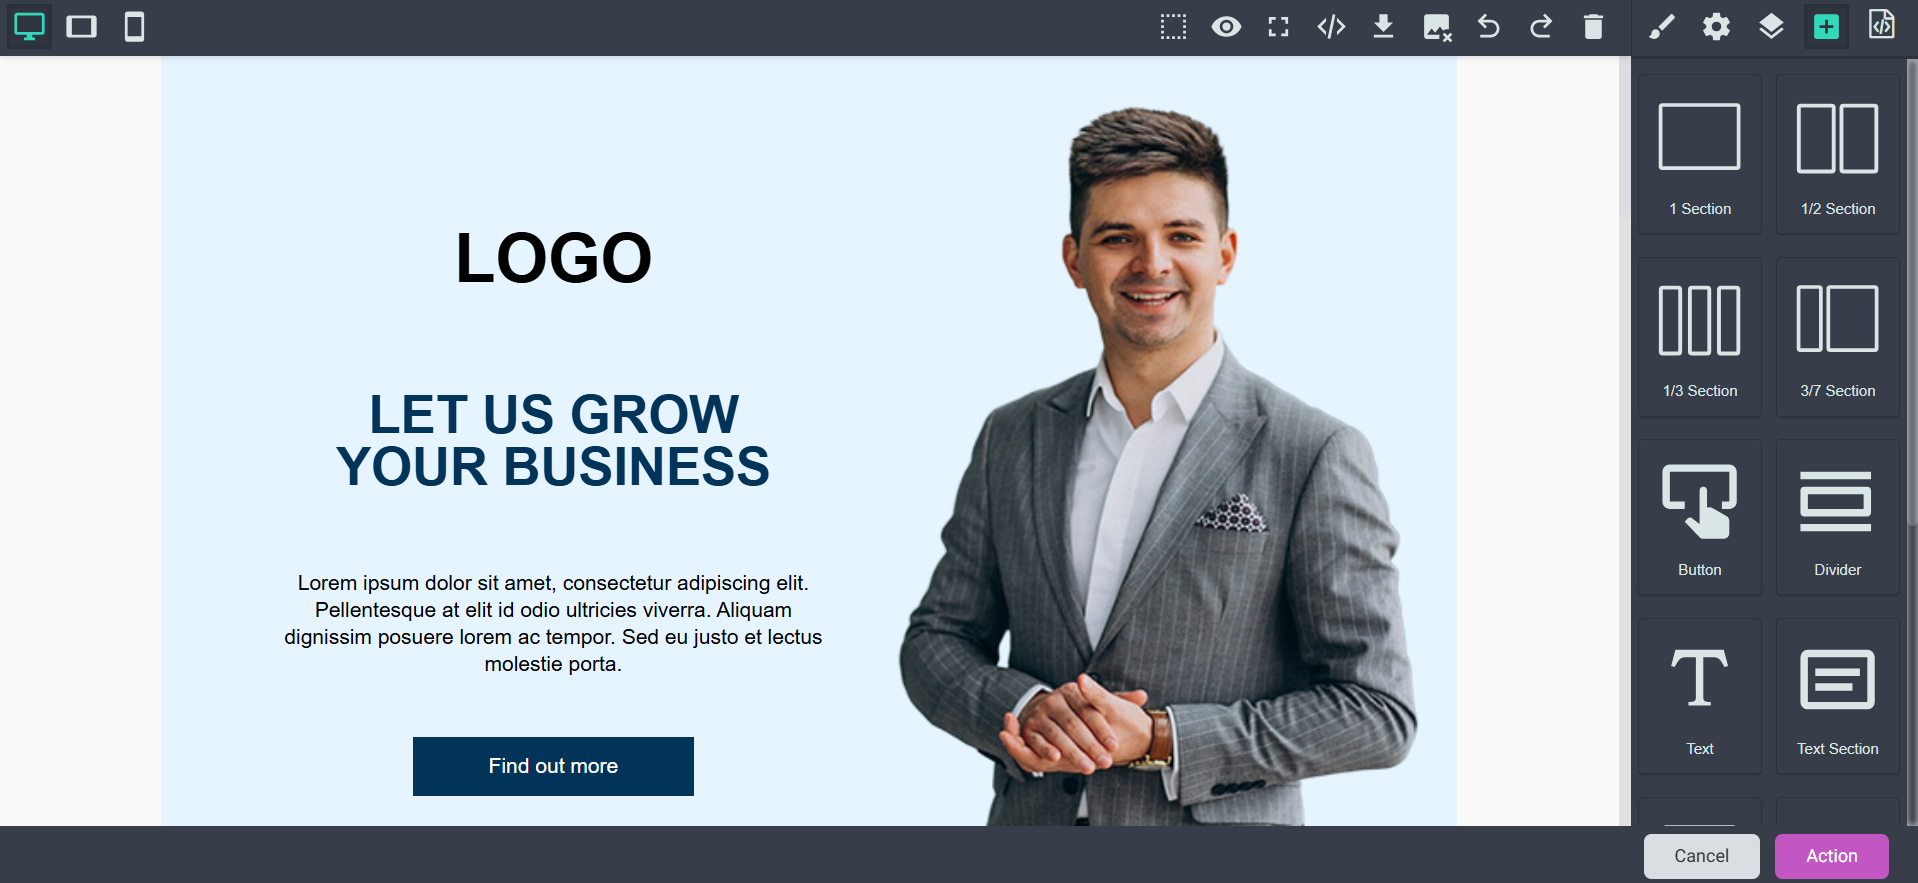 LOGO
LET US GROW
YOUR BUSINESS
Lorem ipsum dolor sit amet, consectetur adipiscing elit.
Pellentesque at elit id odio ultricies viverra. Aliquam
dignissim posuere lorem ac tempor. Sed eu justo et lectus
molestie porta.
Find out more
1 Section
1/2 Section
1/3 Section
3/7 Section
Button
Divider
Text
Text Section
Cancel
Action